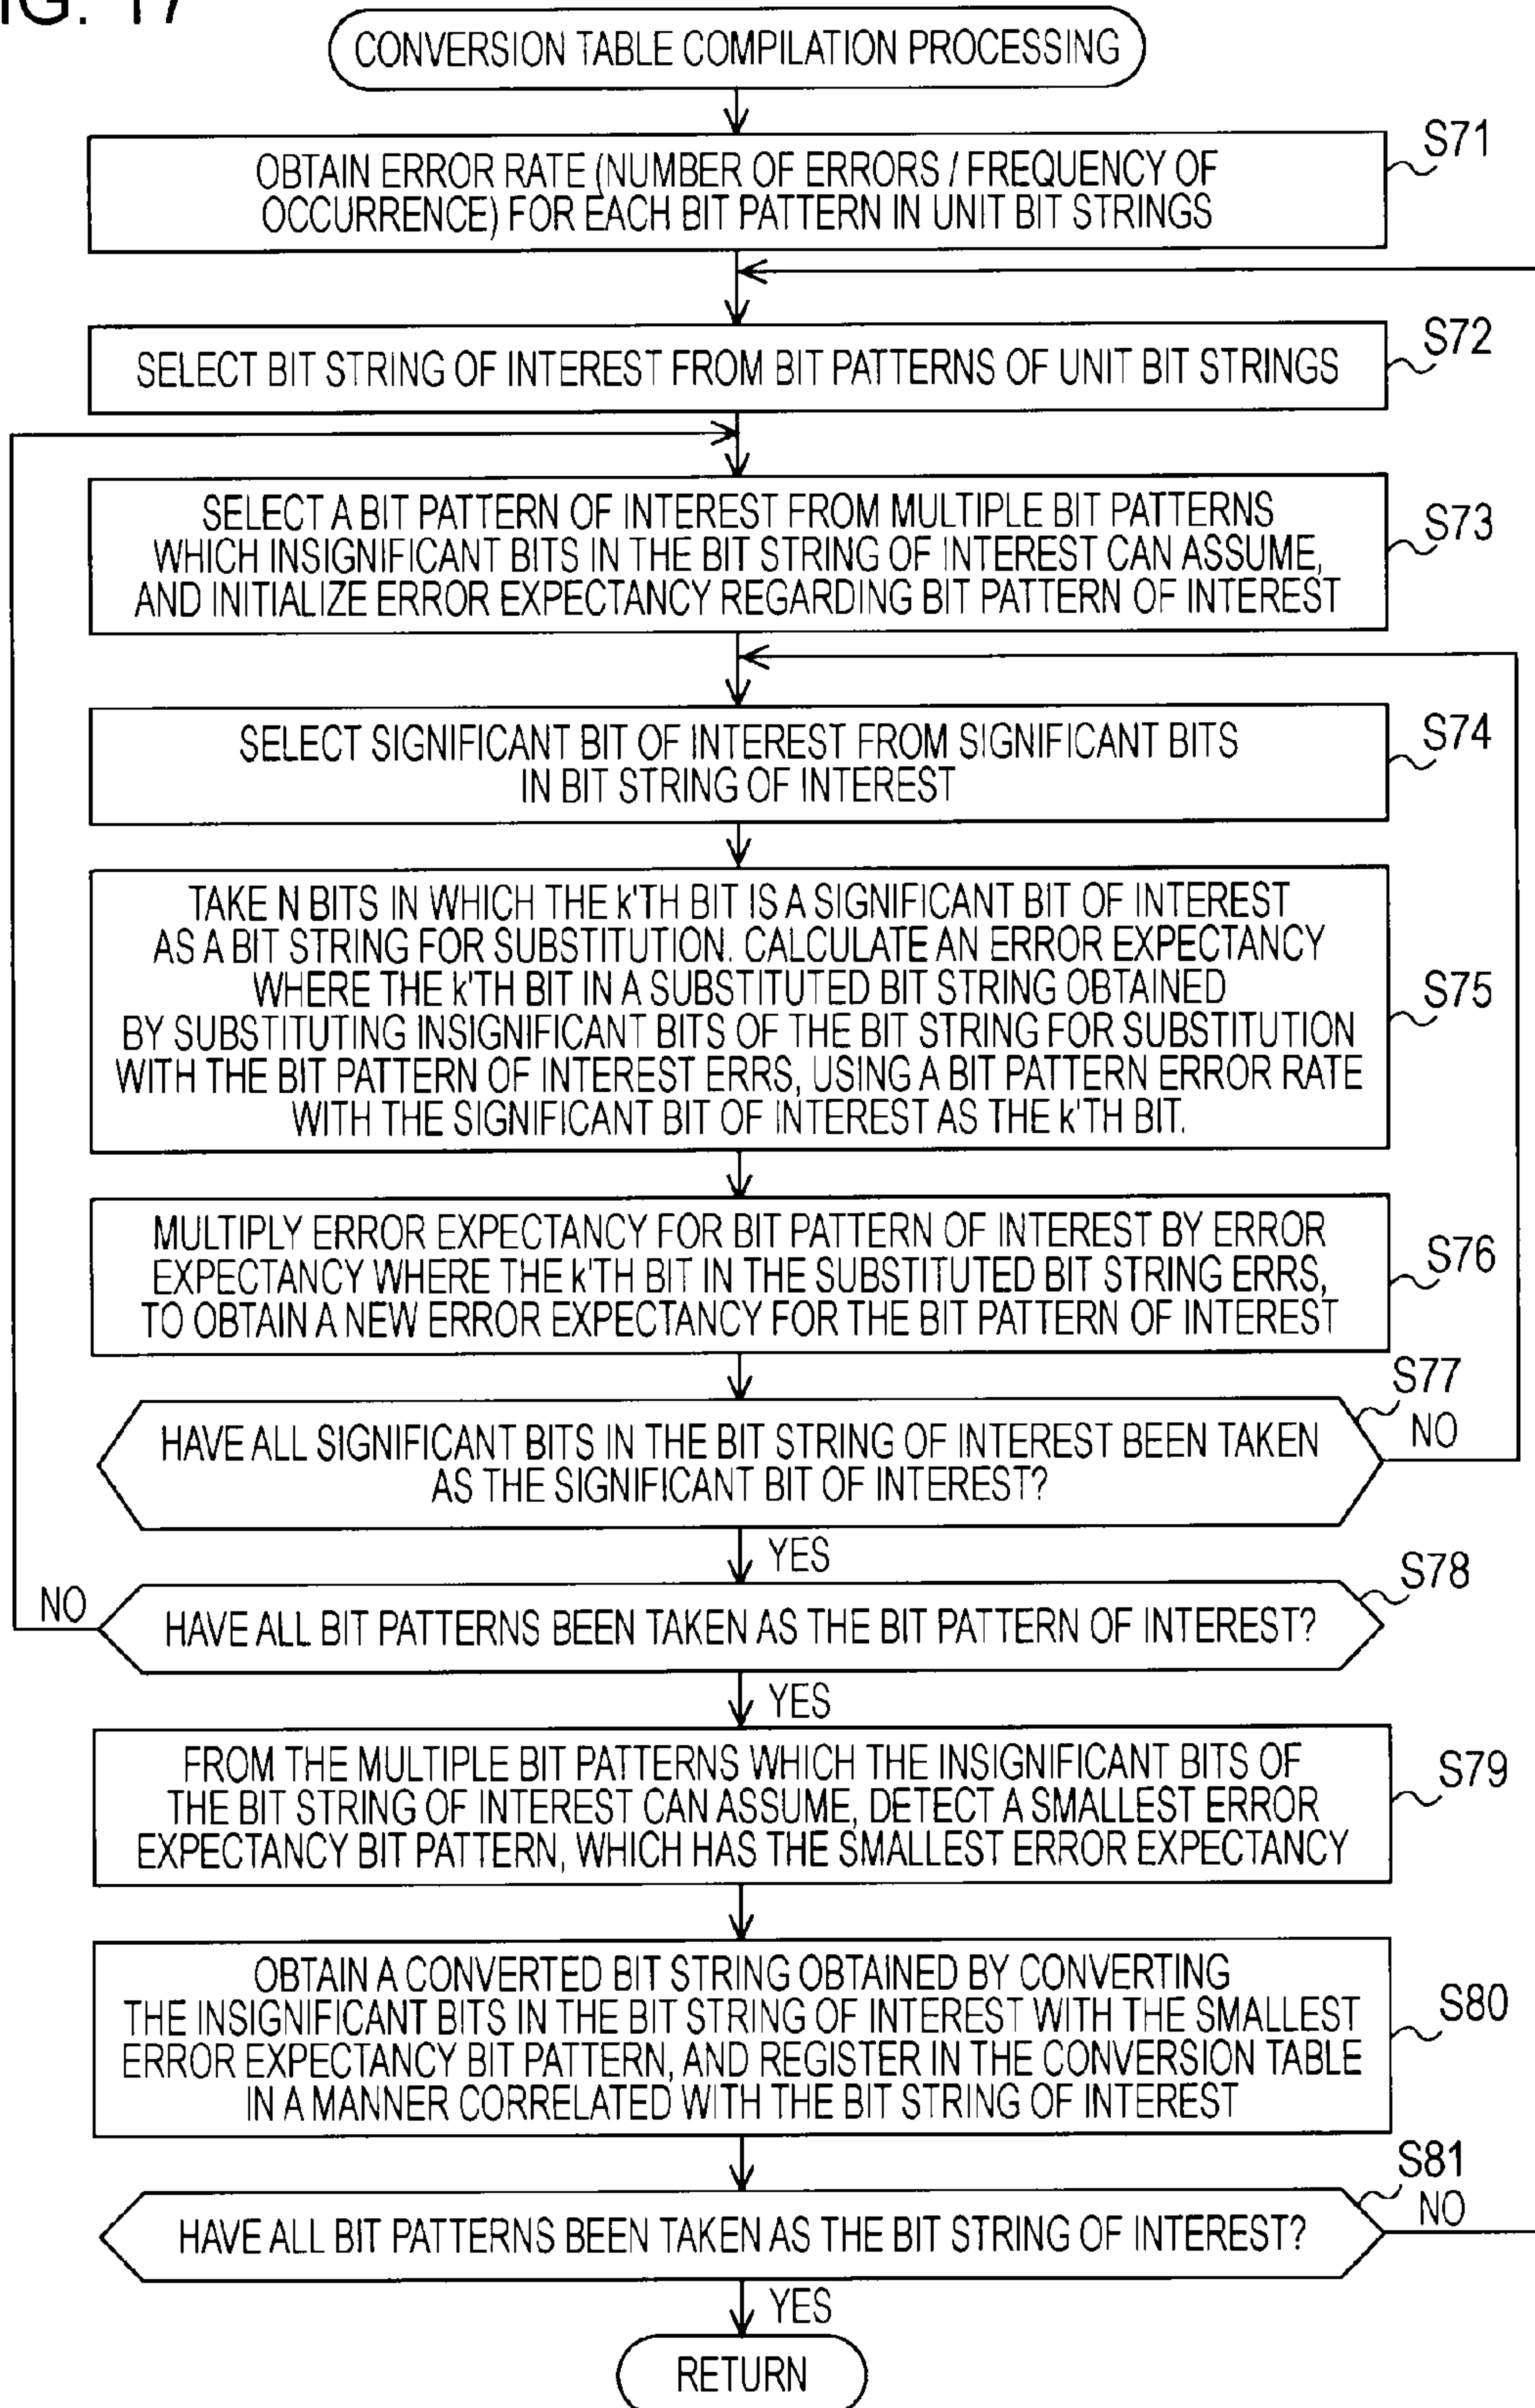 FIG. 17
CONVERSION TABLE COMPILATION PROCESSING
S71
OBTAIN ERROR RATE (NUMBER OF ERRORS / FREQUENCY OF
OCCURRENCE) FOR EACH BIT PATTERN IN UNIT BIT STRINGS
S72
SELECT BIT STRING OF INTEREST FROM BIT PATTERNS OF UNIT BIT STRINGS
S73
SELECT A BIT PATTERN OF INTEREST FROM MULTIPLE BIT PATTERNS
WHICH INSIGNIFICANT BITS IN THE BIT STRING OF INTEREST CAN ASSUME,
AND INITIALIZE ERROR EXPECTANCY REGARDING BIT PATTERN OF INTEREST
S74
SELECT SIGNIFICANT BIT OF INTEREST FROM SIGNIFICANT BITS
IN BIT STRING OF INTEREST
S75
TAKE N BITS IN WHICH THE k'TH BIT IS A SIGNIFICANT BIT OF INTEREST
AS A BIT STRING FOR SUBSTITUTION. CALCULATE AN ERROR EXPECTANCY
WHERE THE k'TH BIT IN A SUBSTITUTED BIT STRING OBTAINED
BY SUBSTITUTING INSIGNIFICANT BITS OF THE BIT STRING FOR SUBSTITUTION
WITH THE BIT PATTERN OF INTEREST ERRS, USING A BIT PATTERN ERROR RATE
WITH THE SIGNIFICANT BIT OF INTEREST AS THE k'TH BIT.
S76
MULTIPLY ERROR EXPECTANCY FOR BIT PATTERN OF INTEREST BY ERROR
EXPECTANCY WHERE THE k'TH BIT IN THE SUBSTITUTED BIT STRING ERRS,
TO OBTAIN A NEW ERROR EXPECTANCY FOR THE BIT PATTERN OF INTEREST
S77
HAVE ALL SIGNIFICANT BITS IN THE BIT STRING OF INTEREST BEEN TAKEN
AS THE SIGNIFICANT BIT OF INTEREST?
NO
YES
S78
NO
HAVE ALL BIT PATTERNS BEEN TAKEN AS THE BIT PATTERN OF INTEREST?
YES
S79
FROM THE MULTIPLE BIT PATTERNS WHICH THE INSIGNIFICANT BITS OF
THE BIT STRING OF INTEREST CAN ASSUME, DETECT A SMALLEST ERROR
EXPECTANCY BIT PATTERN, WHICH HAS THE SMALLEST ERROR EXPECTANCY
S80
OBTAIN A CONVERTED BIT STRING OBTAINED BY CONVERTING
THE INSIGNIFICANT BITS IN THE BIT STRING OF INTEREST WITH THE SMALLEST
ERROR EXPECTANCY BIT PATTERN, AND REGISTER IN THE CONVERSION TABLE
IN A MANNER CORRELATED WITH THE BIT STRING OF INTEREST
S81
HAVE ALL BIT PATTERNS BEEN TAKEN AS THE BIT STRING OF INTEREST?
NO
YES
RETURN